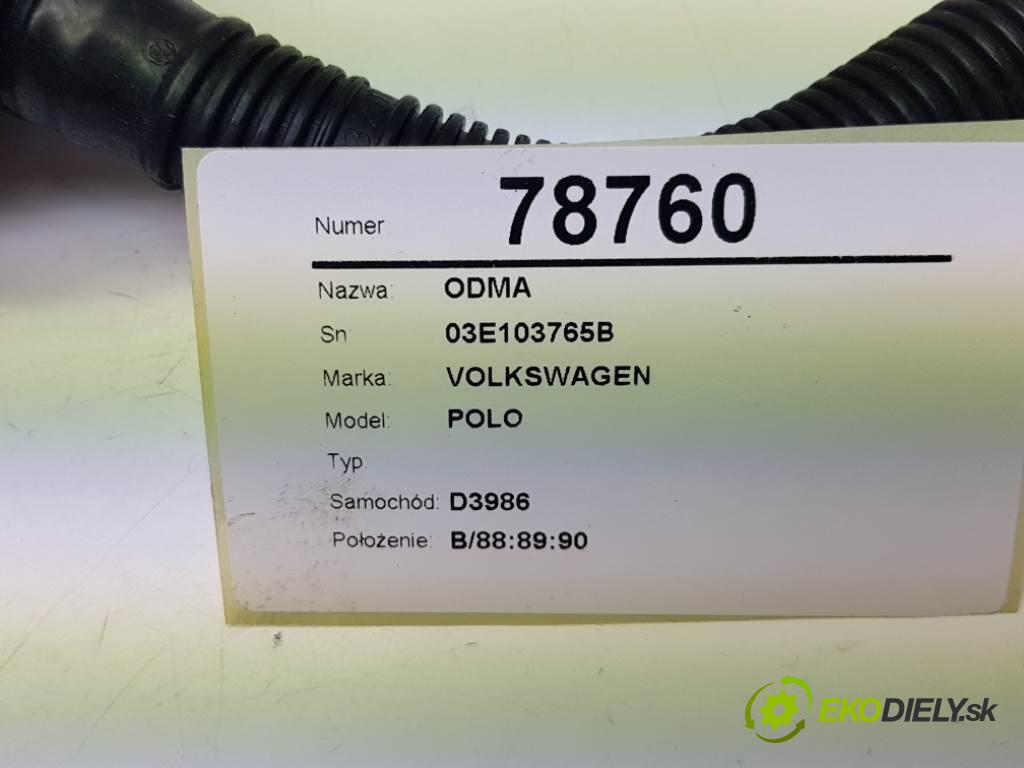 Numer 78760
Nazwa: ODMA
Sn 03E103765B
Marka: VOLKSWAGEN
Model: POLO
Typ
Samochód: D3986
Położenie: B/88:89:90
EKODIELY.sk